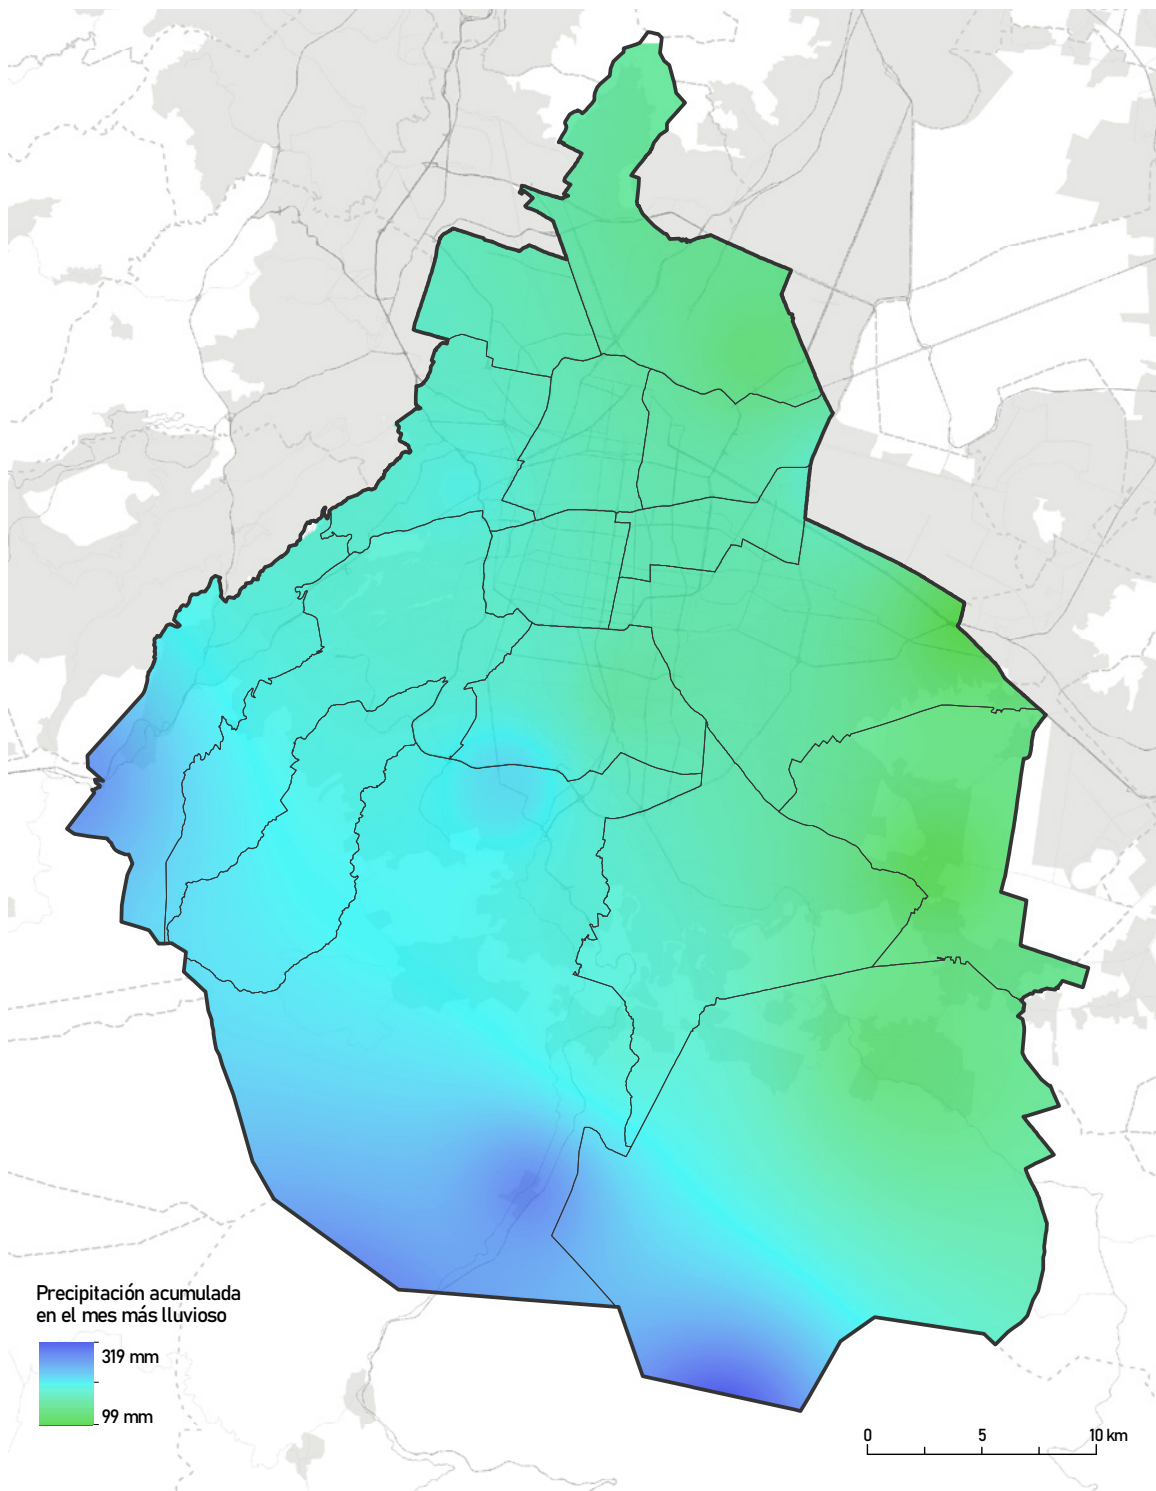 Precipitación acumulada
en el mes más lluvioso
319 mm
99 mm
0 5 10 km